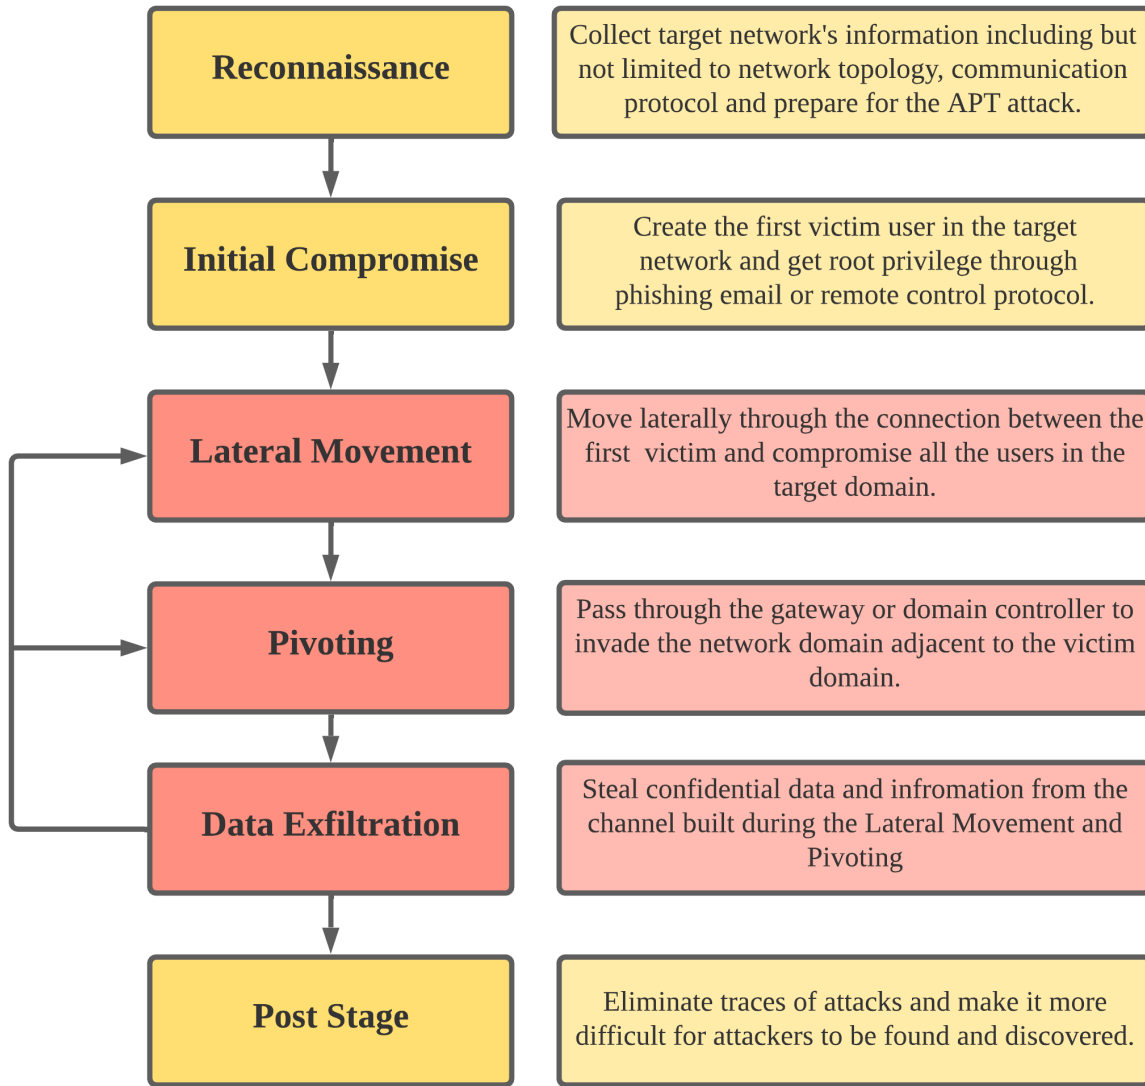 Reconnaissance
Collect target network's information including but
not limited to network topology, communication
protocol and prepare for the APT attack.
Initial Compromise
Create the first victim user in the target
network and get root privilege through
phishing email or remote control protocol.
Lateral Movement
Move laterally through the connection between the
first victim and compromise all the users in the
target domain.
Pivoting
Pass through the gateway or domain controller to
invade the network domain adjacent to the victim
domain.
Data Exfiltration
Steal confidential data and infromation from the
channel built during the Lateral Movement and
Pivoting
Post Stage
Eliminate traces of attacks and make it more
difficult for attackers to be found and discovered.